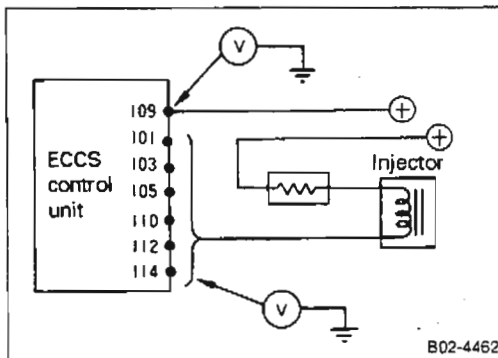 V
109
101
103
105
110
112
114
ECCS
control
unit
+
+
Injector
V
B02-4462